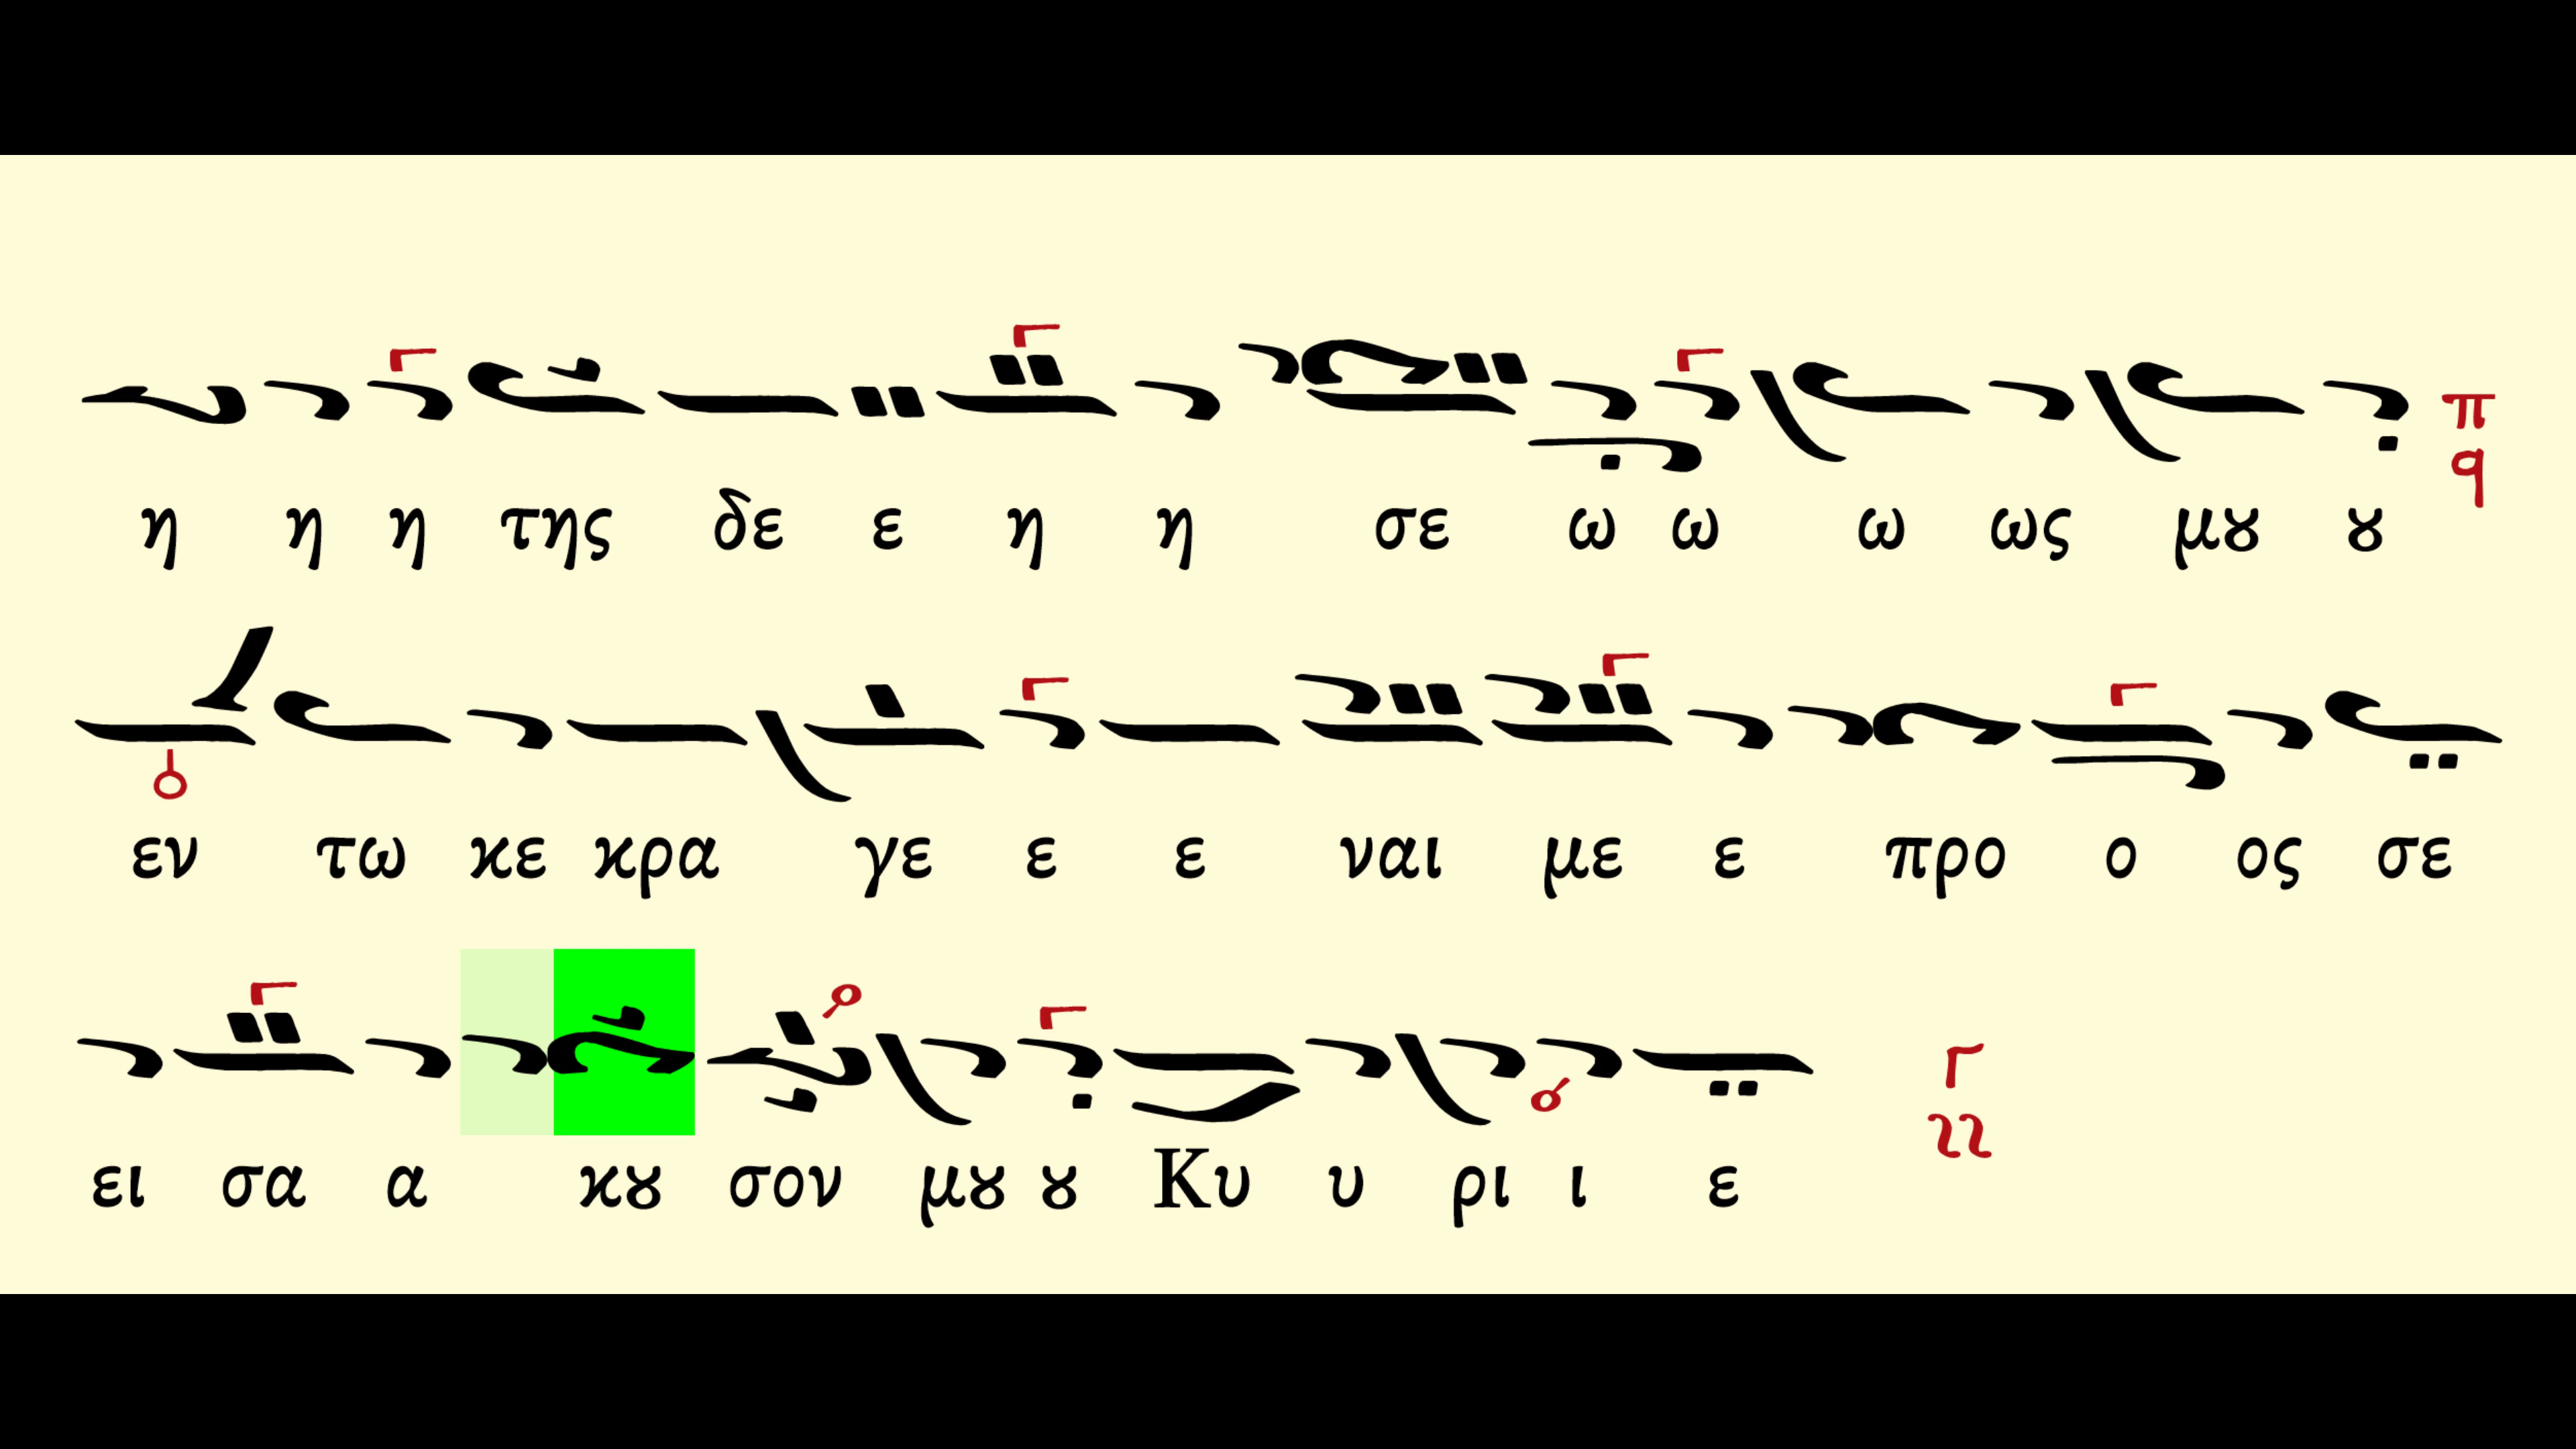 η η η της δε ε η η σε ω ω ω ως μȣ ȣ π ϥ
εν τω κε κρα γε ε ε ναι με ε προ ο ος σε
ει σα α κȣ σον μȣ ȣ Κυ υ ρι ι ε Γ